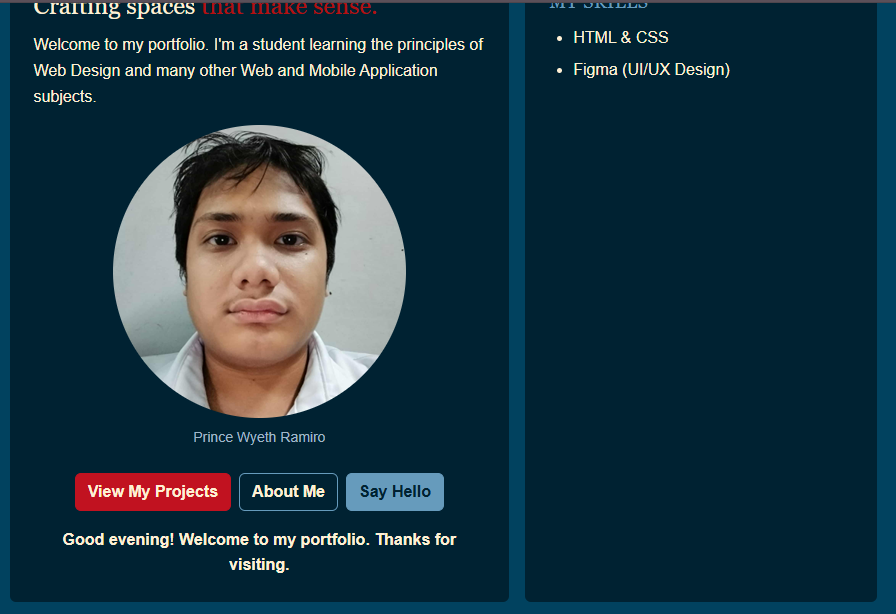 Crafting spaces that make sense.
Welcome to my portfolio. I'm a student learning the principles of
Web Design and many other Web and Mobile Application
subjects.
Prince Wyeth Ramiro
View My Projects
About Me
Say Hello
Good evening! Welcome to my portfolio. Thanks for
visiting.
MY SKILLS
HTML & CSS
Figma (UI/UX Design)